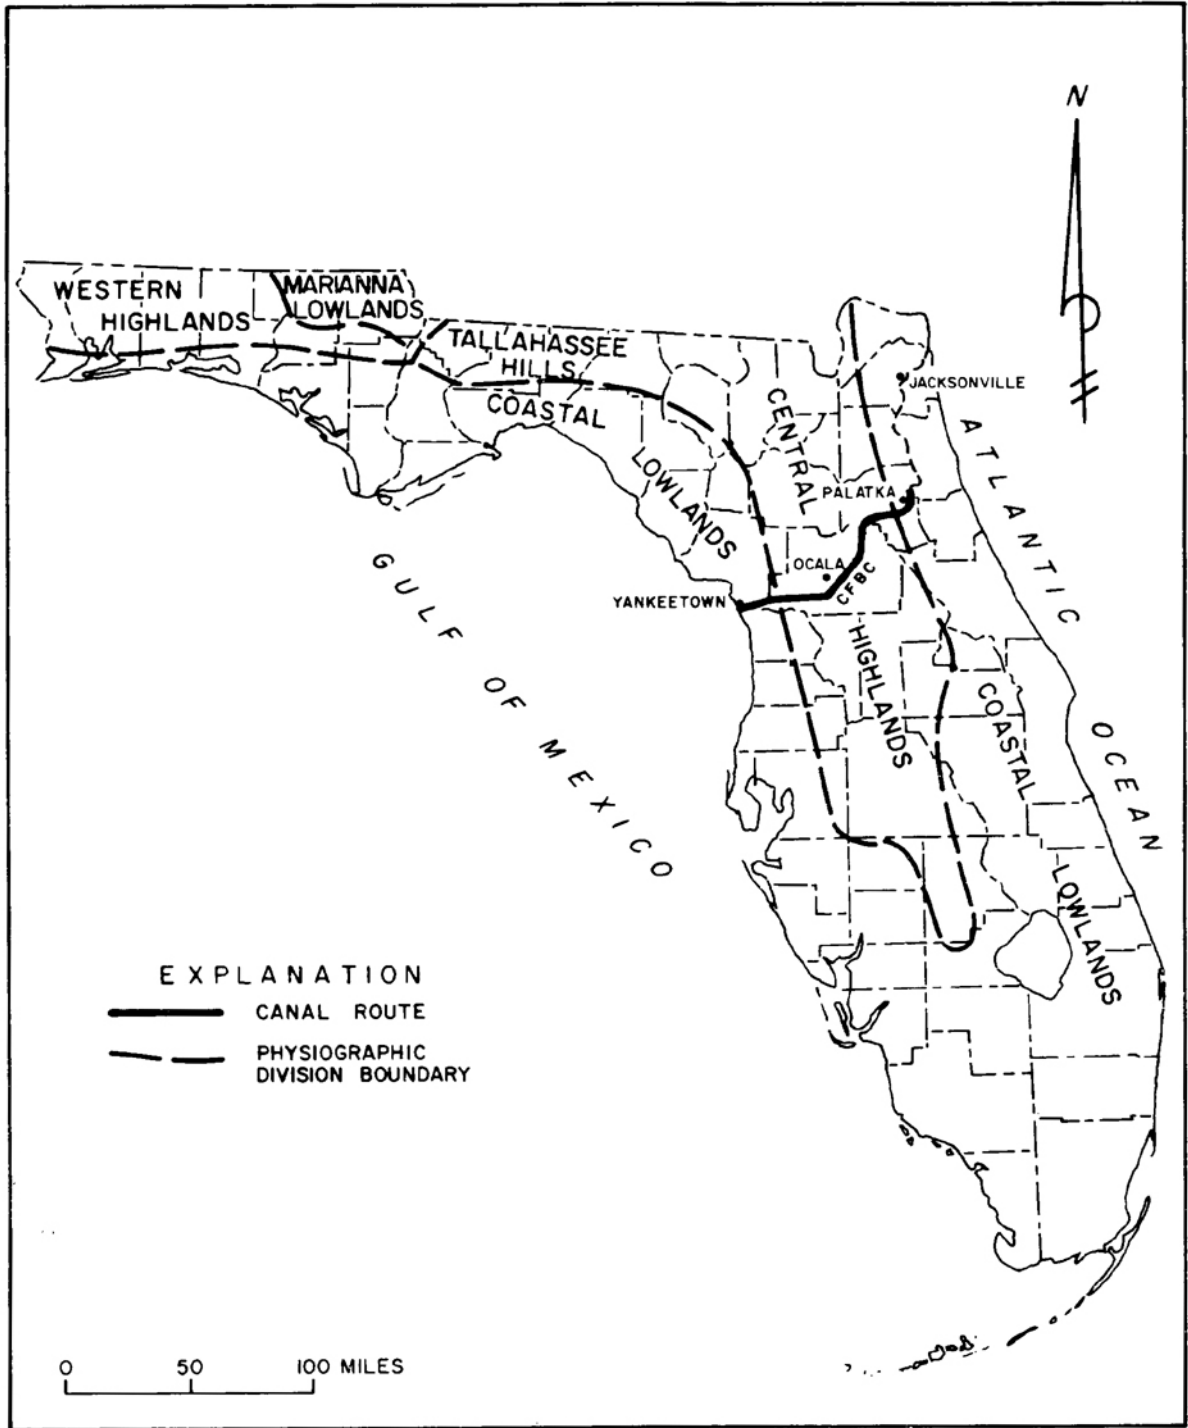 N
WESTERN
HIGHLANDS
MARIANNA
LOWLANDS
TALLAHASSEE
HILLS
COASTAL
LOWLANDS
CENTRAL
HIGHLANDS
JACKSONVILLE
PALATKA
OCALA
CFBC
YANKEETOWN
ATLANTIC
OCEAN
GULF OF MEXICO
COASTAL
LOWLANDS
EXPLANATION
CANAL ROUTE
PHYSIOGRAPHIC
DIVISION BOUNDARY
0 50 100 MILES